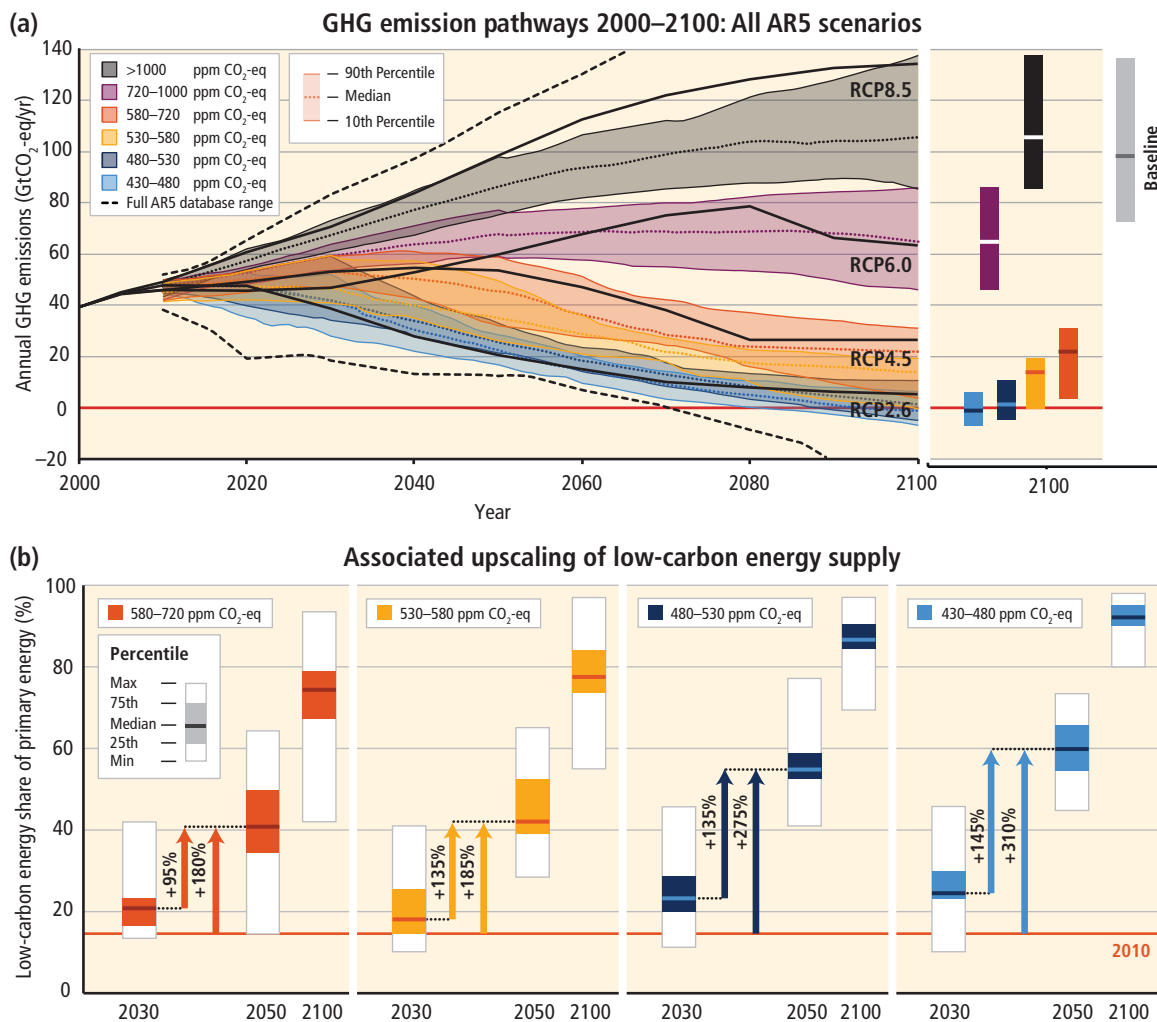 (a)
GHG emission pathways 2000–2100: All AR5 scenarios
Annual GHG emissions (GtCO₂-eq/yr)
140
120
100
80
60
40
20
0
–20
>1000 ppm CO₂-eq
720–1000 ppm CO₂-eq
580–720 ppm CO₂-eq
530–580 ppm CO₂-eq
480–530 ppm CO₂-eq
430–480 ppm CO₂-eq
Full AR5 database range
90th Percentile
Median
10th Percentile
RCP8.5
RCP6.0
RCP4.5
RCP2.6
Baseline
2000
2020
2040
2060
2080
2100
2100
Year
(b)
Associated upscaling of low-carbon energy supply
Low-carbon energy share of primary energy (%)
100
80
60
40
20
0
580–720 ppm CO₂-eq
530–580 ppm CO₂-eq
480–530 ppm CO₂-eq
430–480 ppm CO₂-eq
Percentile
Max
75th
Median
25th
Min
+95%
+180%
+135%
+185%
+135%
+275%
+145%
+310%
2010
2030
2050
2100
2030
2050
2100
2030
2050
2100
2030
2050
2100